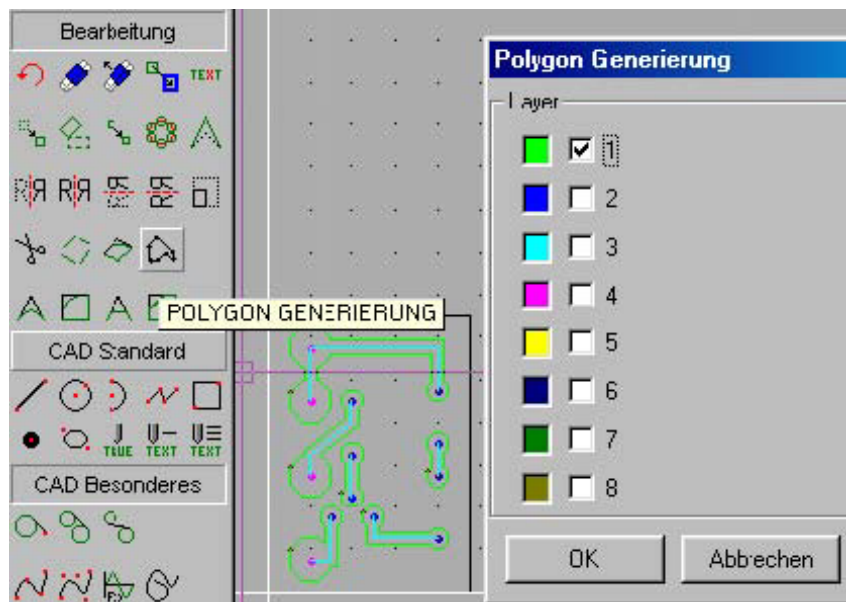 Bearbeitung
TEXT
POLYGON GENERIERUNG
CAD Standard
TRUE TEXT TEXT
CAD Besonderes
Polygon Generierung
Layer
1
2
3
4
5
6
7
8
OK
Abbrechen